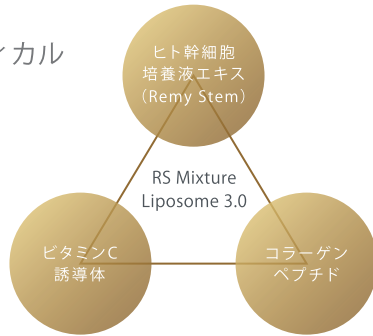 ィカル
ヒト幹細胞
培養液エキス
(Remy Stem)
RS Mixture
Liposome 3.0
ビタミンC
誘導体
コラーゲン
ペプチド